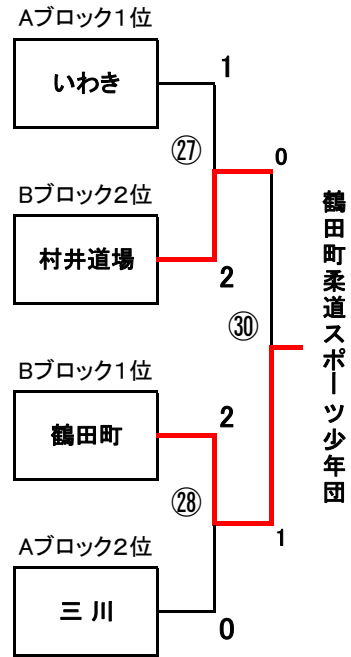 Aブロック1位
いわき
1
㉗
0
Bブロック2位
村井道場
2
㉚
鶴田町柔道スポーツ少年団
Bブロック1位
鶴田町
2
㉘
1
Aブロック2位
三川
0